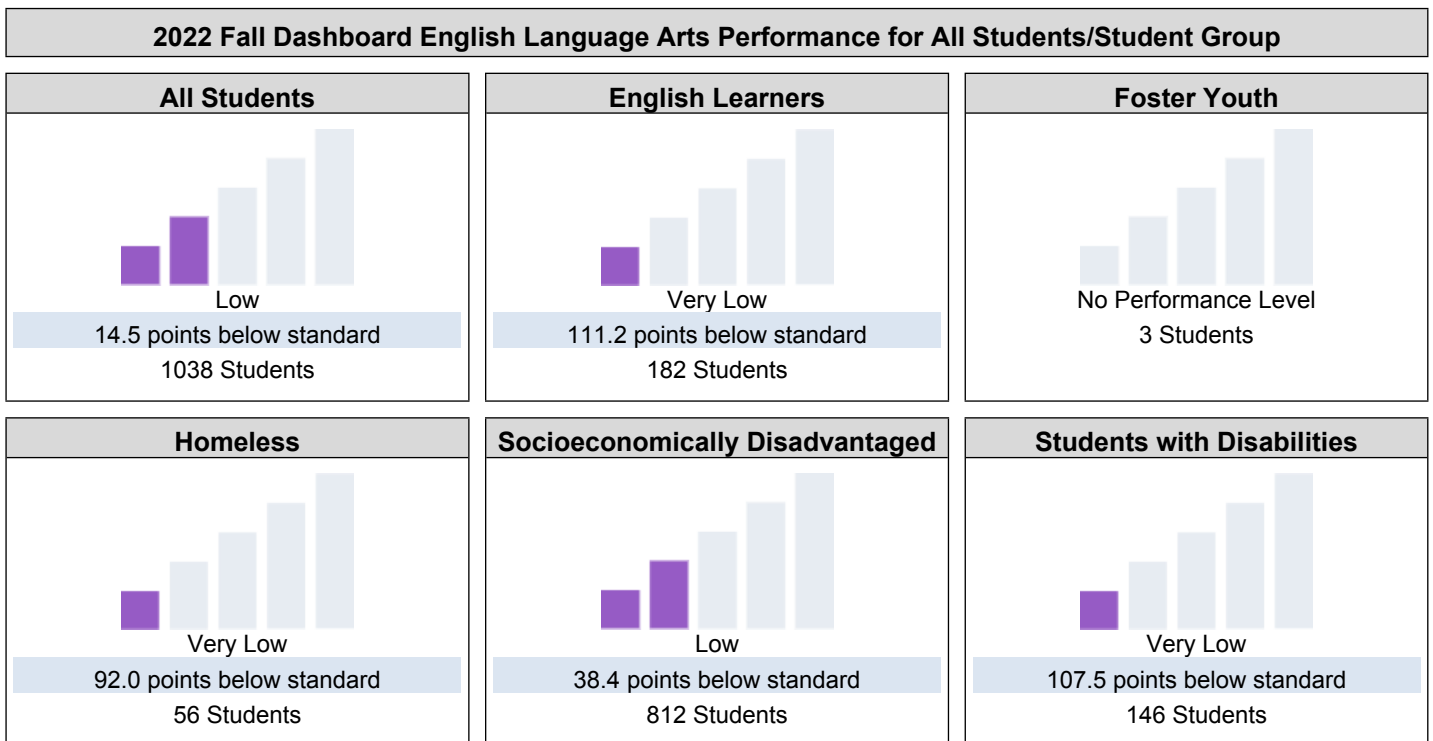 2022 Fall Dashboard English Language Arts Performance for All Students/Student Group
All Students
Low
14.5 points below standard
1038 Students
English Learners
Very Low
111.2 points below standard
182 Students
Foster Youth
No Performance Level
3 Students
Homeless
Very Low
92.0 points below standard
56 Students
Socioeconomically Disadvantaged
Low
38.4 points below standard
812 Students
Students with Disabilities
Very Low
107.5 points below standard
146 Students